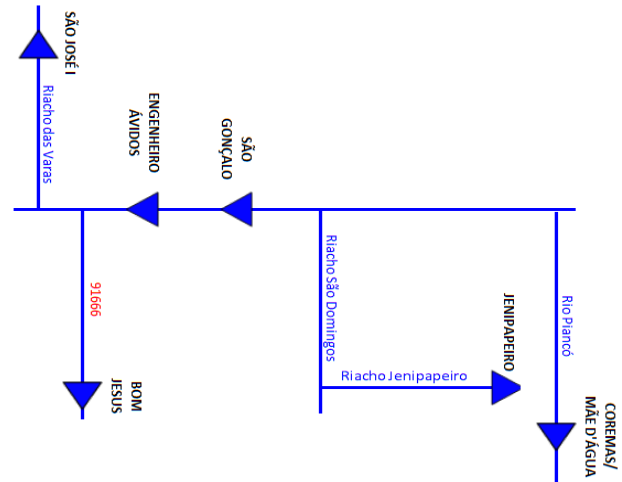 SÃO JOSÉ I
Riacho das Varas
ENGENHEIRO
ÁVIDOS
SÃO
GONÇALO
91666
BOM
JESUS
Riacho São Domingos
Riacho Jenipapeiro
JENIPAPEIRO
Rio Piancó
COREMAS/
MÃE D'ÁGUA